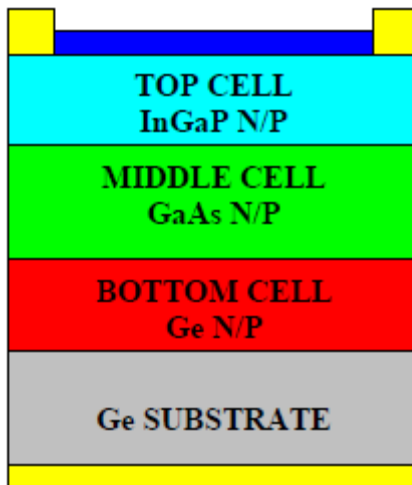 TOP CELL
InGaP N/P
MIDDLE CELL
GaAs N/P
BOTTOM CELL
Ge N/P
Ge SUBSTRATE